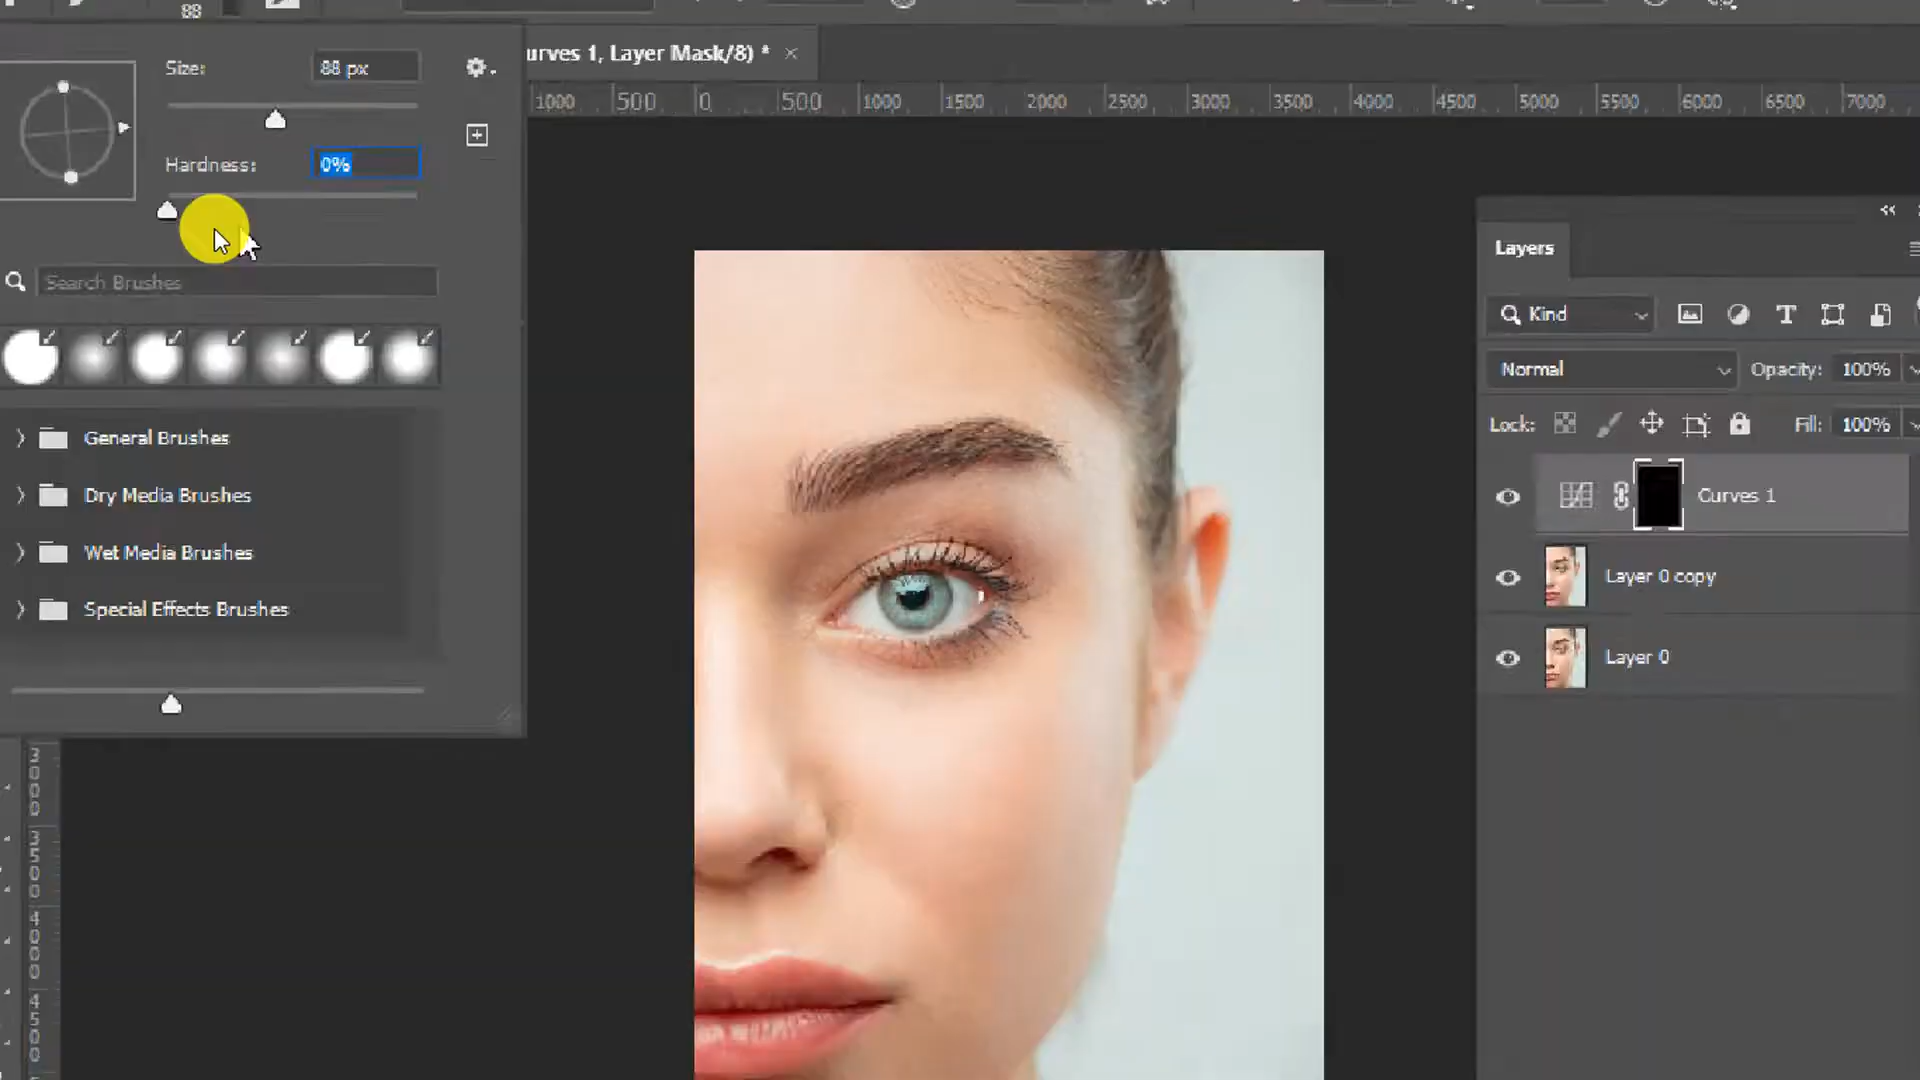 88
Size:
88 px
urves 1, Layer Mask/8) *
1000
500
0
500
1000
1500
2000
2500
3000
3500
4000
4500
5000
5500
6000
6500
7000
Hardness:
0%
Search Brushes
General Brushes
Dry Media Brushes
Wet Media Brushes
Special Effects Brushes
3000
3500
4000
4500
Layers
Kind
Normal
Opacity:
100%
Lock:
Fill:
100%
Curves 1
Layer 0 copy
Layer 0